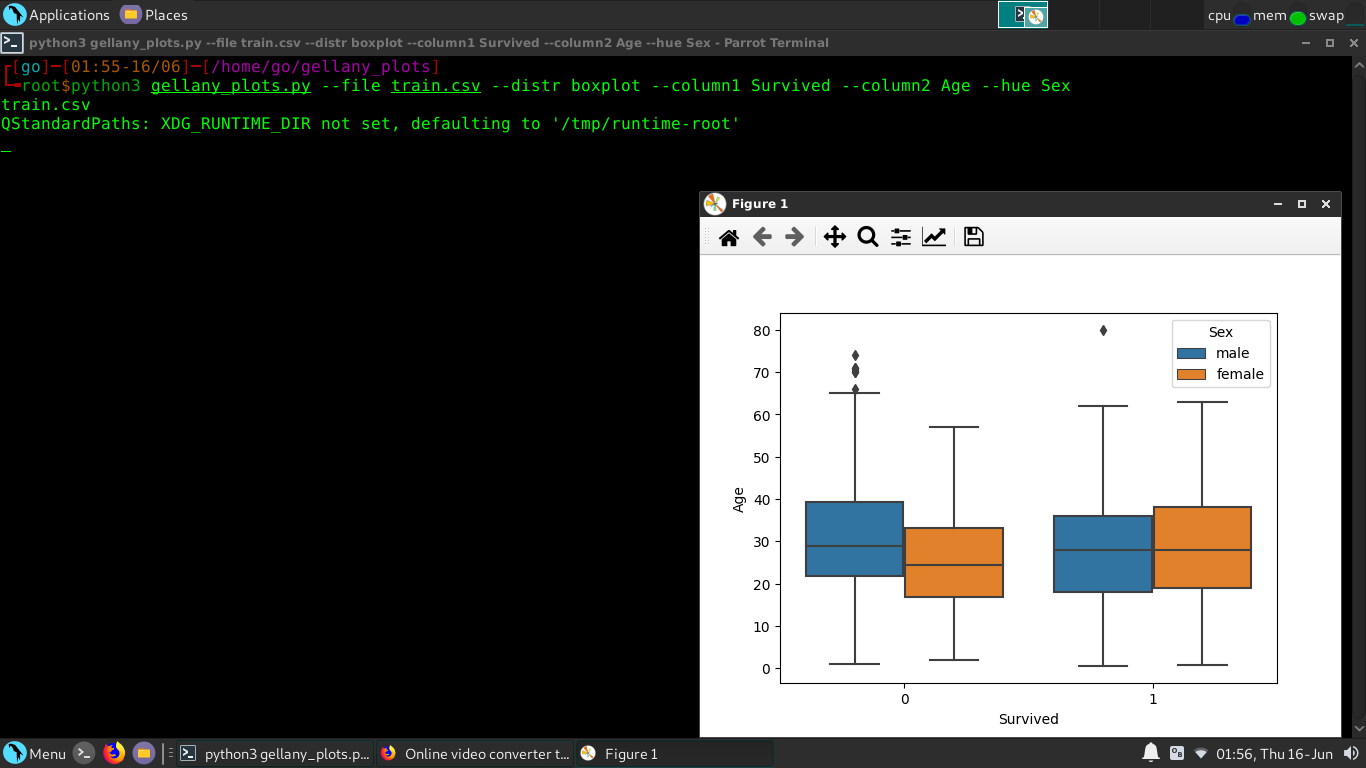 Applications Places cpu mem swap
python3 gellany_plots.py --file train.csv --distr boxplot --column1 Survived --column2 Age --hue Sex - Parrot Terminal
┌[go]─[01:55-16/06]─[/home/go/gellany_plots]
└╼root$python3 gellany_plots.py --file train.csv --distr boxplot --column1 Survived --column2 Age --hue Sex
train.csv
QStandardPaths: XDG_RUNTIME_DIR not set, defaulting to '/tmp/runtime-root'
Figure 1
Sex
male
female
80
70
60
50
40
30
20
10
0
Age
0 1
Survived
Menu python3 gellany_plots.p... Online video converter t... Figure 1 01:56, Thu 16-Jun